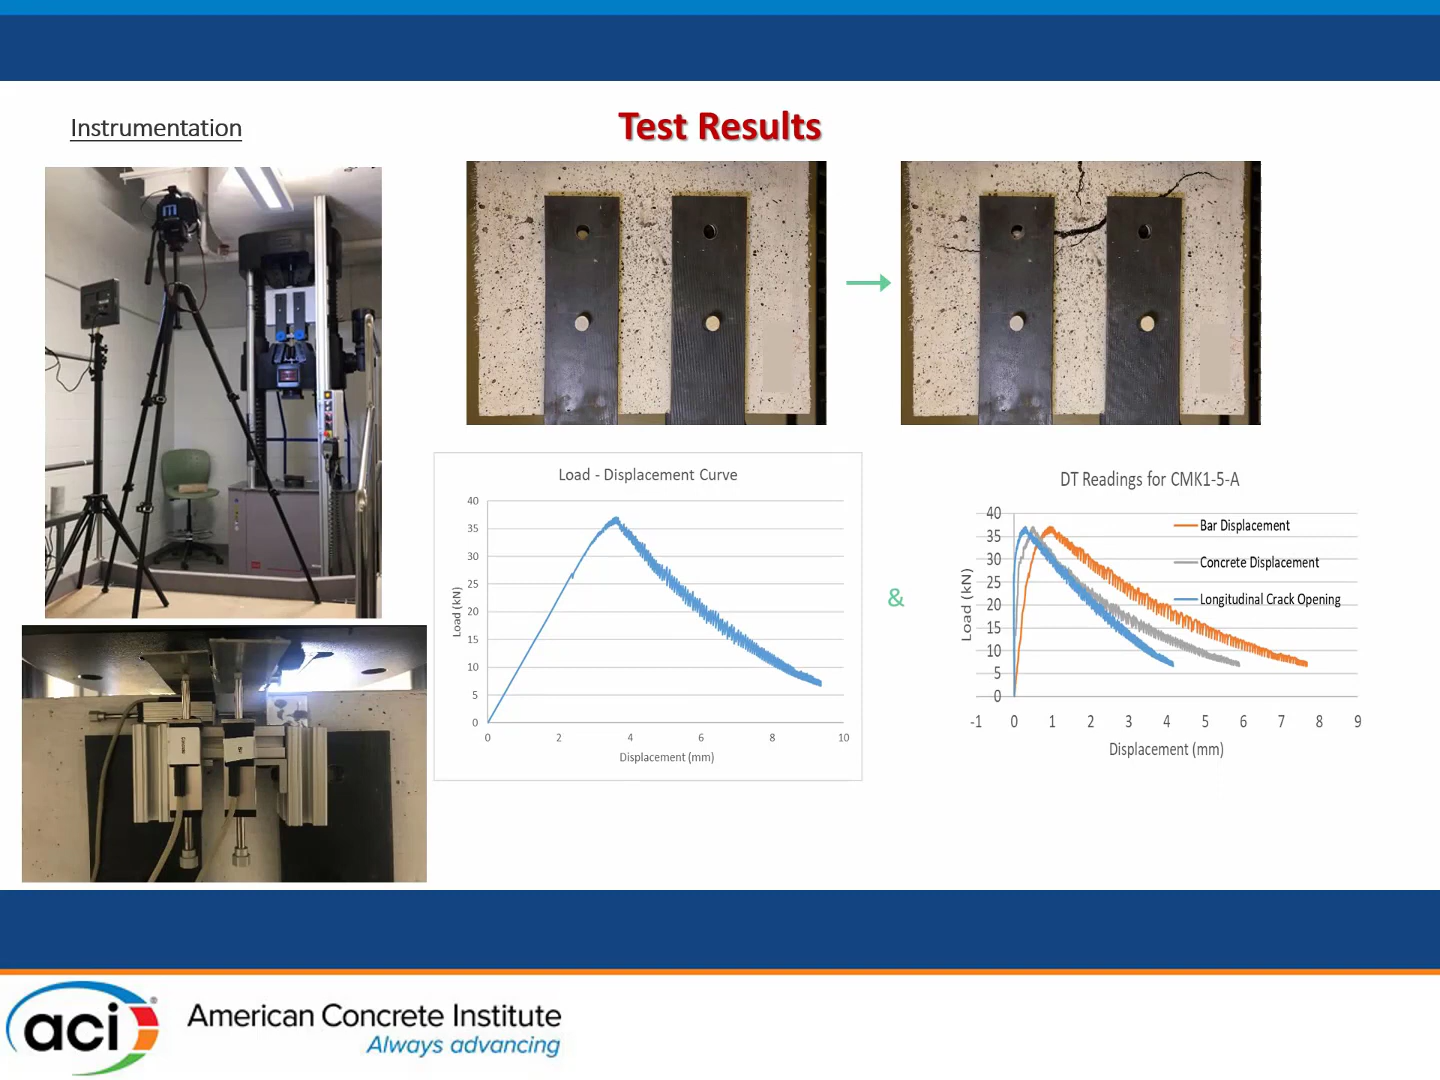 Instrumentation
Test Results
Load - Displacement Curve
40
35
30
25
20
15
10
5
0
Load (kN)
0 2 4 6 8 10
Displacement (mm)
&
DT Readings for CMK1-5-A
40
35
30
25
20
15
10
5
0
Load (kN)
Bar Displacement
Concrete Displacement
Longitudinal Crack Opening
-1 0 1 2 3 4 5 6 7 8 9
Displacement (mm)
aci®
American Concrete Institute
Always advancing